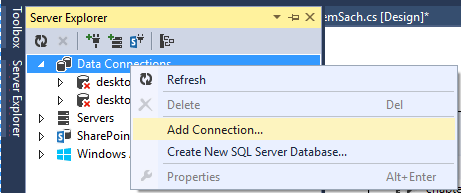 Toolbox
Server Explorer
Server Explorer
emSach.cs [Design]*
Data Connections
Refresh
Delete Del
Add Connection...
Create New SQL Server Database...
Properties Alt+Enter
deskto
deskto
Servers
SharePoin
Windows